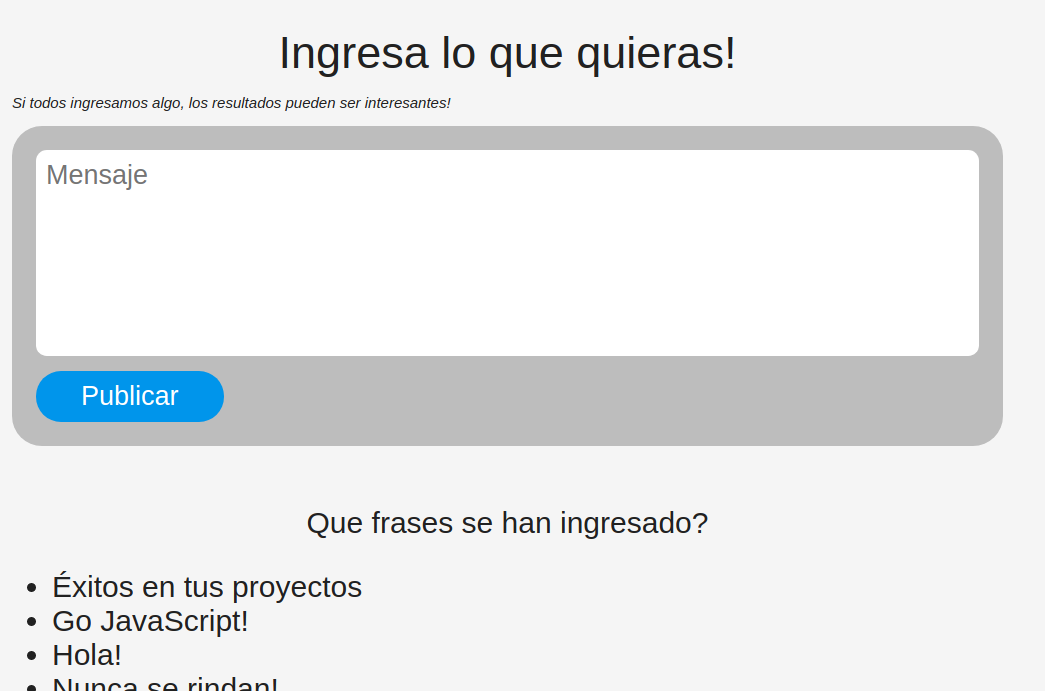 Ingresa lo que quieras!
Si todos ingresamos algo, los resultados pueden ser interesantes!
Mensaje
Publicar
Que frases se han ingresado?
Éxitos en tus proyectos
Go JavaScript!
Hola!
Nunca se rindan!